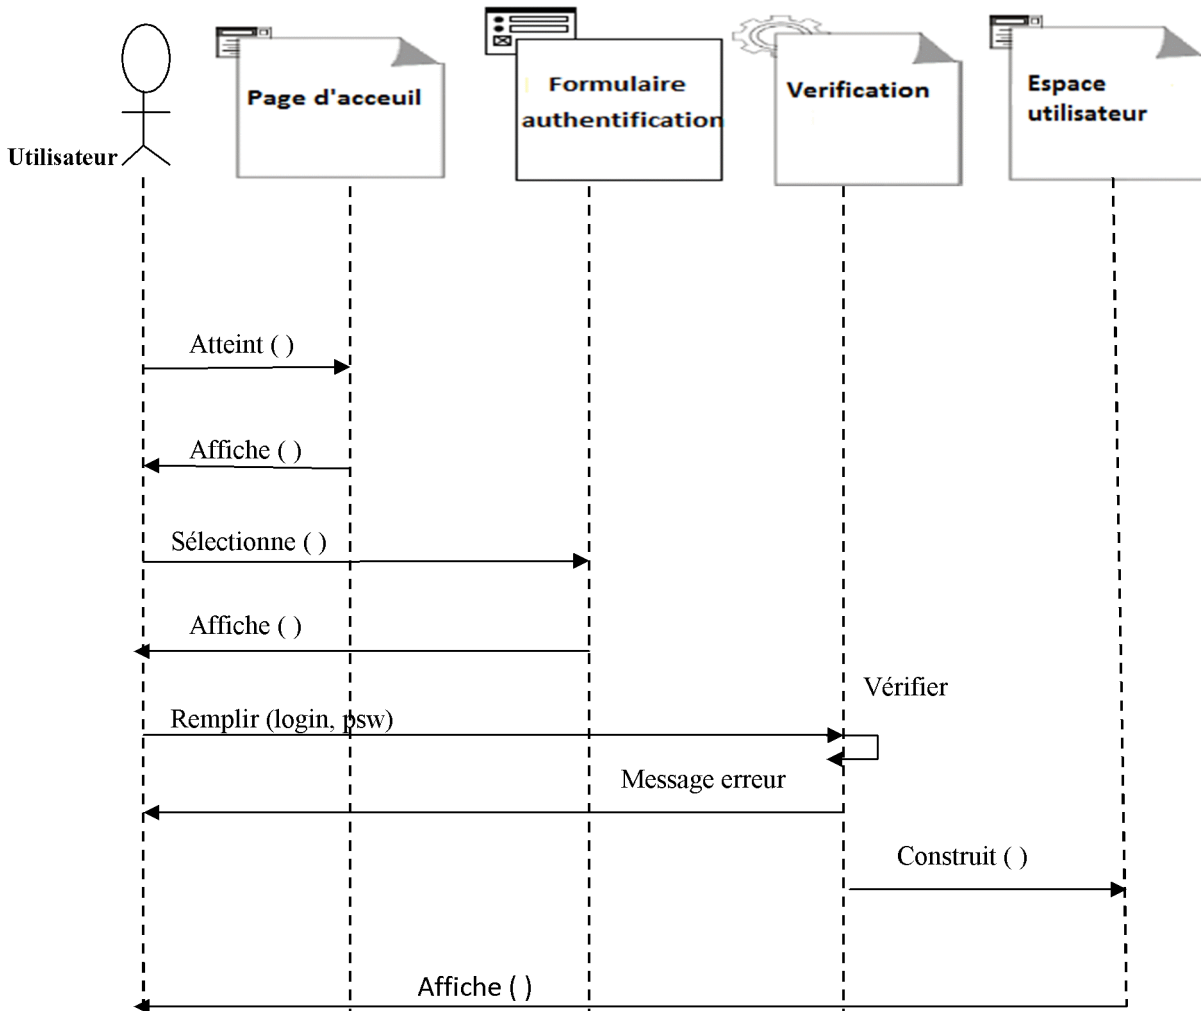 Utilisateur
Page d'acceuil
Formulaire
authentification
Verification
Espace
utilisateur
Atteint ( )
Affiche ( )
Sélectionne ( )
Affiche ( )
Vérifier
Remplir (login, psw)
Message erreur
Construit ( )
Affiche ( )